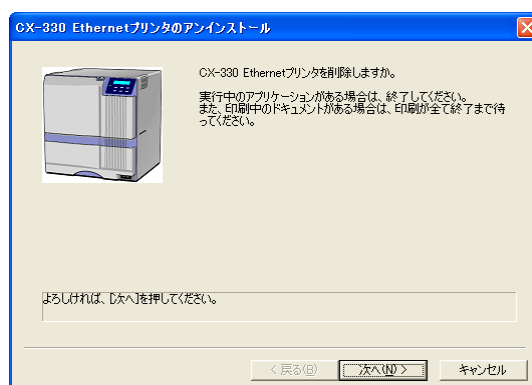 CX-330 Ethernetプリンタのアンインストール
CX-330 Ethernetプリンタを削除しますか。
実行中のアプリケーションがある場合は、終了してください。
また、印刷中のドキュメントがある場合は、印刷が全て終了まで待
ってください。
よろしければ、[次へ]を押してください。
< 戻る(B)
次へ(N) >
キャンセル